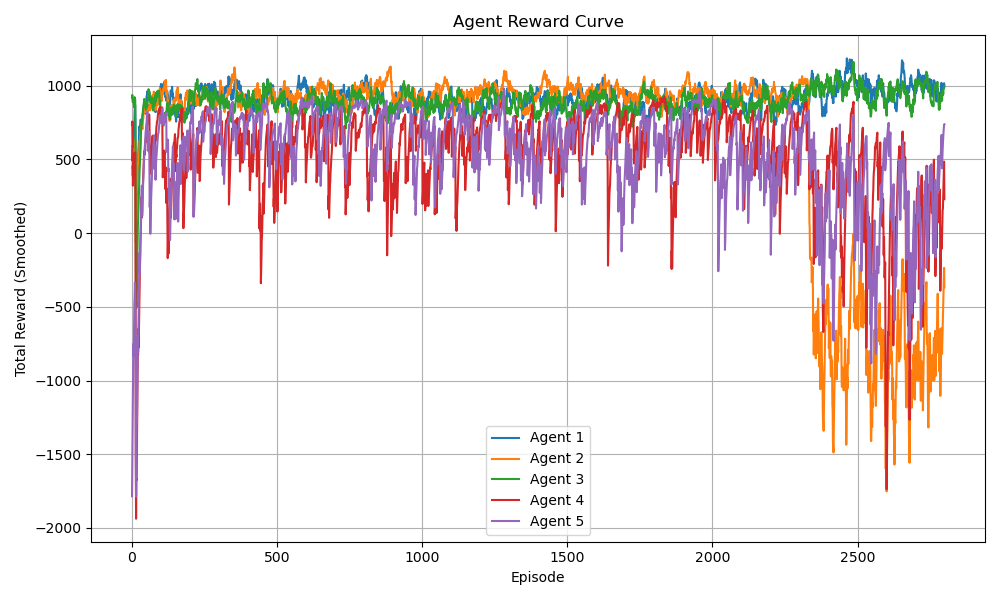 Agent Reward Curve
Total Reward (Smoothed)
1000
500
0
−500
−1000
−1500
−2000
Agent 1
Agent 2
Agent 3
Agent 4
Agent 5
0 500 1000 1500 2000 2500
Episode